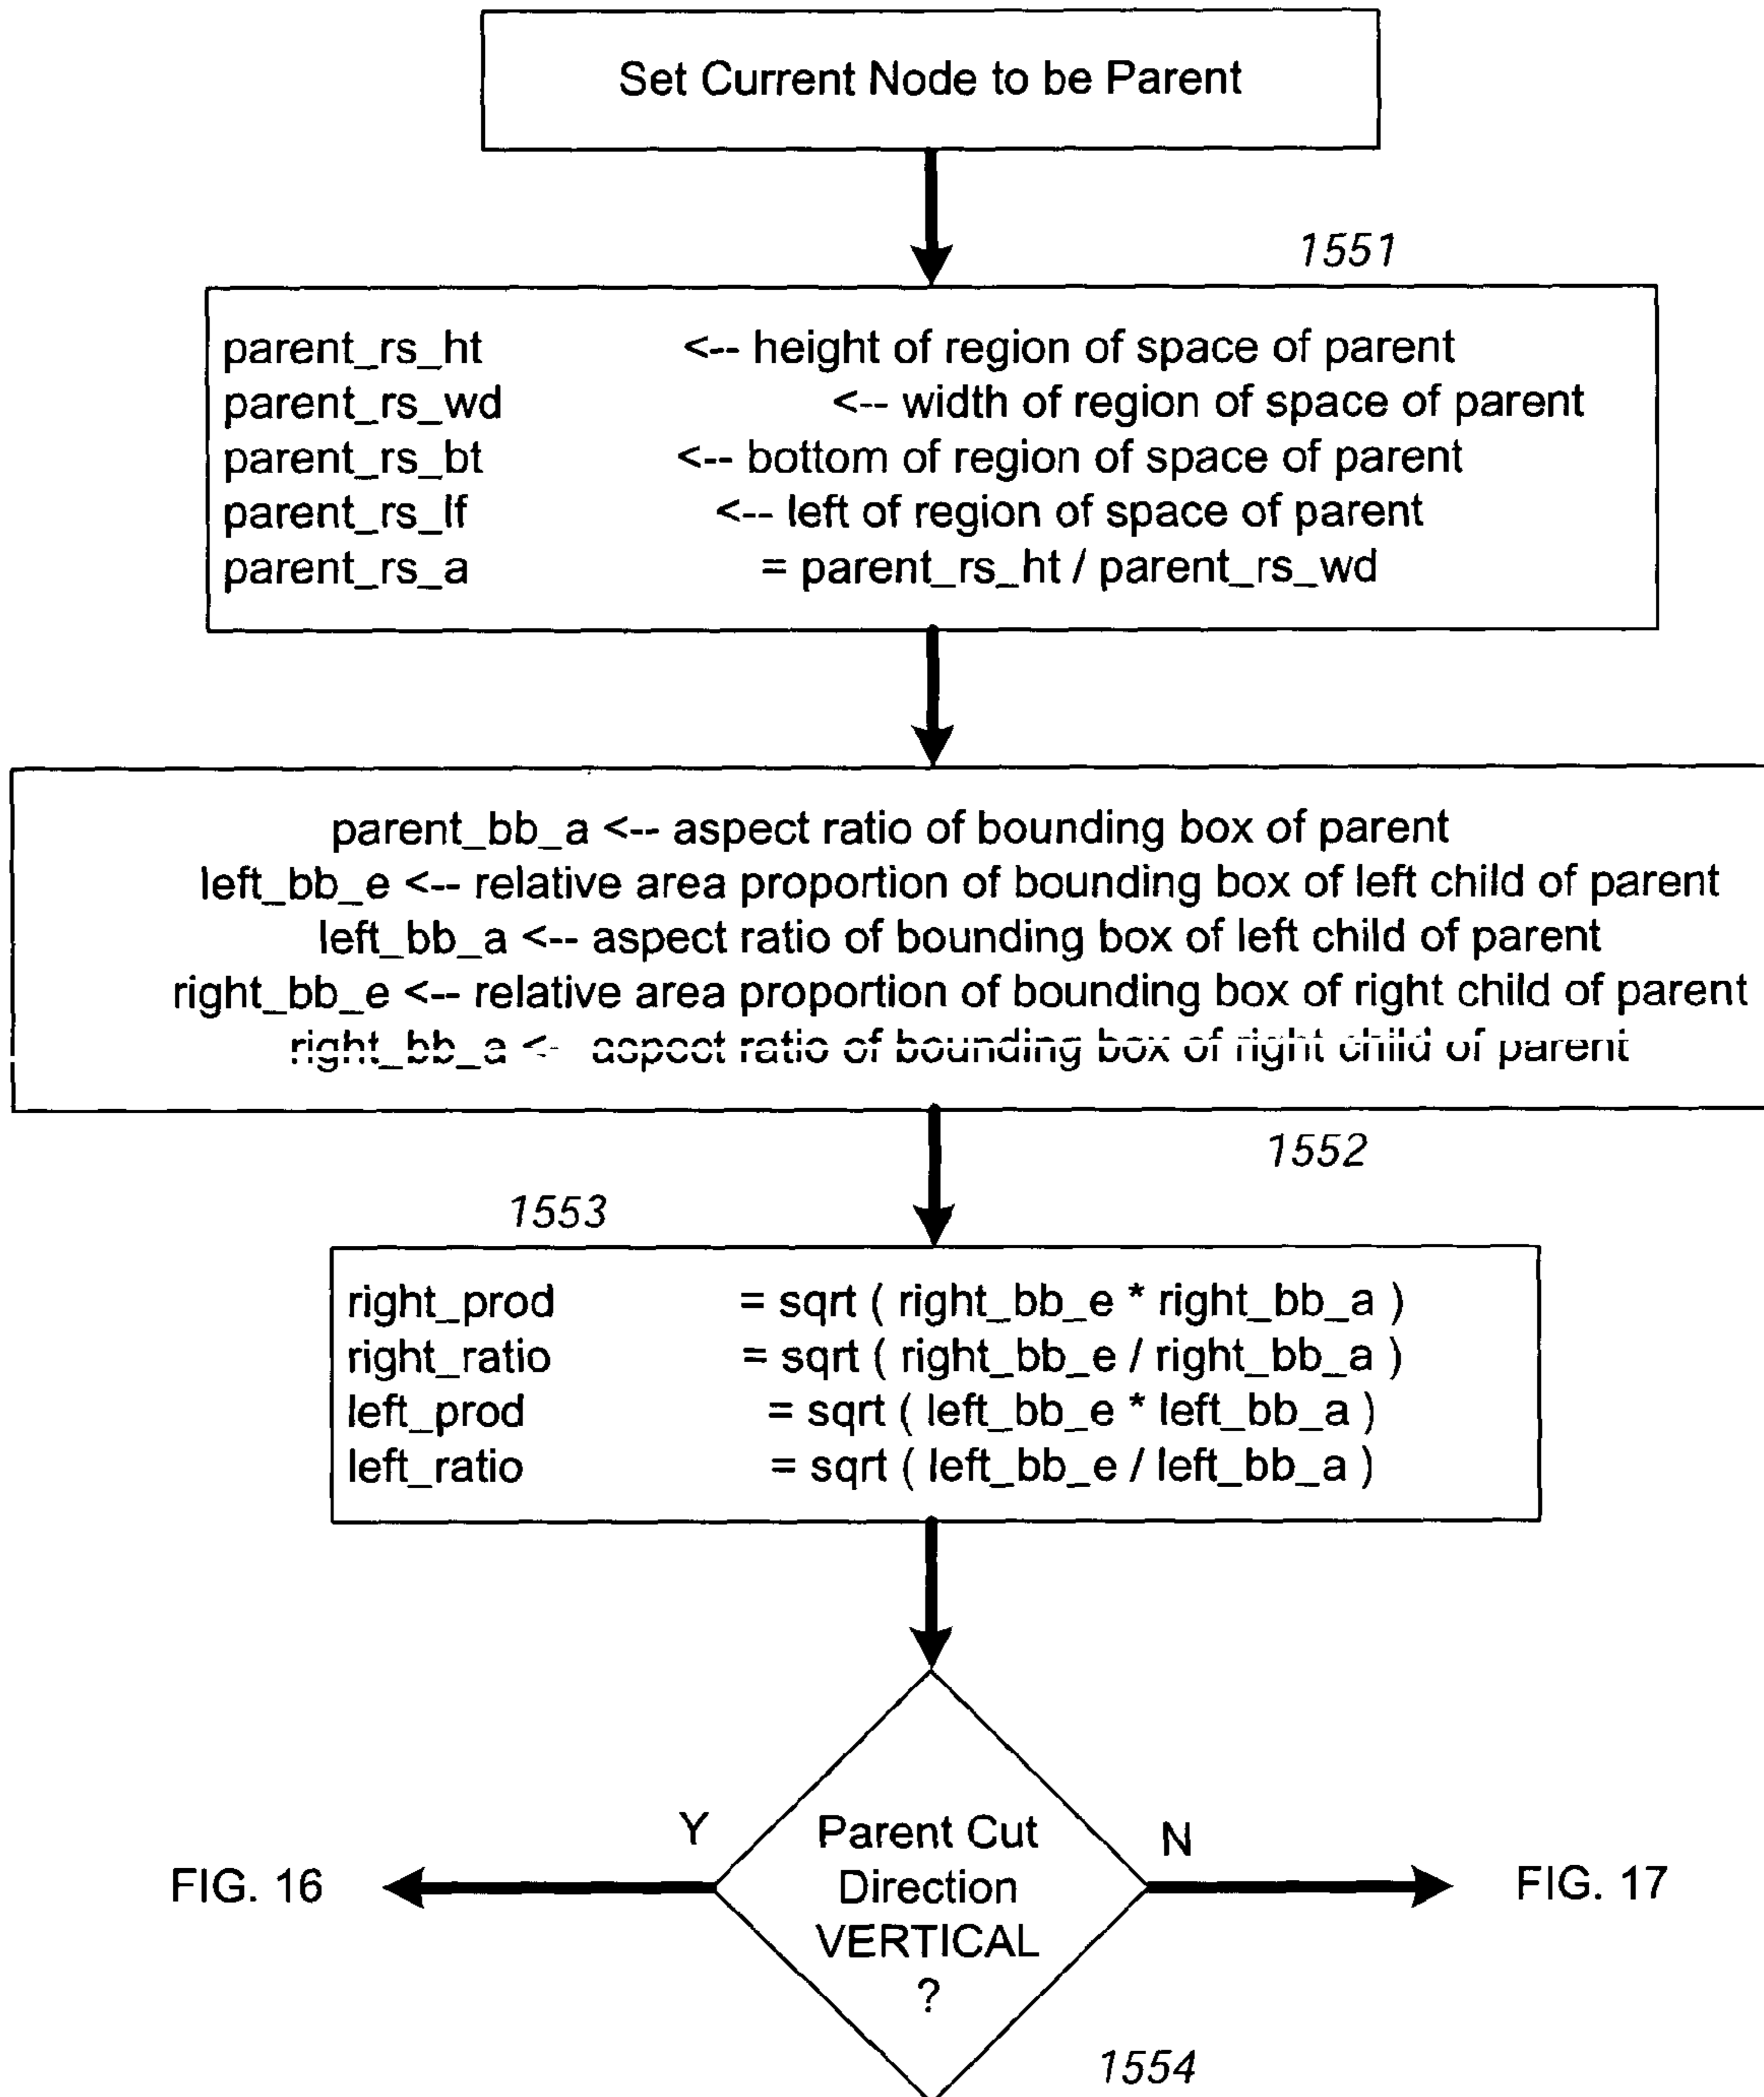 Set Current Node to be Parent
1551
parent_rs_ht <-- height of region of space of parent
parent_rs_wd <-- width of region of space of parent
parent_rs_bt <-- bottom of region of space of parent
parent_rs_lf <-- left of region of space of parent
parent_rs_a = parent_rs_ht / parent_rs_wd
parent_bb_a <-- aspect ratio of bounding box of parent
left_bb_e <-- relative area proportion of bounding box of left child of parent
left_bb_a <-- aspect ratio of bounding box of left child of parent
right_bb_e <-- relative area proportion of bounding box of right child of parent
right_bb_a <-- aspect ratio of bounding box of right child of parent
1552
1553
right_prod = sqrt ( right_bb_e * right_bb_a )
right_ratio = sqrt ( right_bb_e / right_bb_a )
left_prod = sqrt ( left_bb_e * left_bb_a )
left_ratio = sqrt ( left_bb_e / left_bb_a )
Y
N
FIG. 16
Parent Cut
Direction
VERTICAL
?
FIG. 17
1554